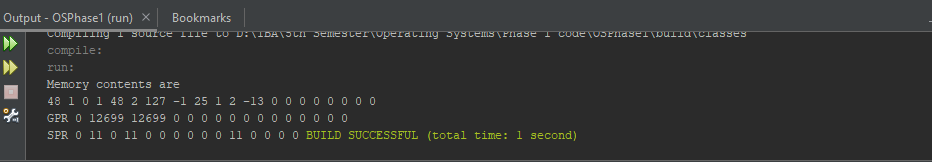 Output - OSPhase1 (run) ×
Bookmarks
Compiling 1 source file to D:\IBA\5th Semester\Operating Systems\Phase 1 code\OSPhase1\build\classes
compile:
run:
Memory contents are
48 1 0 1 48 2 127 -1 25 1 2 -13 0 0 0 0 0 0 0 0
GPR 0 12699 12699 0 0 0 0 0 0 0 0 0 0 0 0 0
SPR 0 11 0 11 0 0 0 0 0 0 11 0 0 0 0 0 BUILD SUCCESSFUL (total time: 1 second)